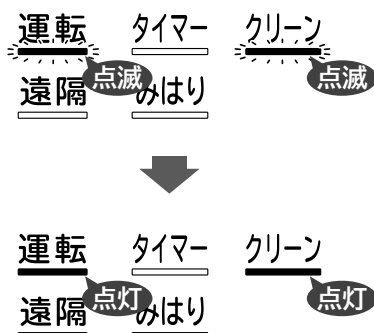 運転 タイマー クリーン
点滅 点滅
遠隔 みはり
運転 タイマー クリーン
点灯 点灯
遠隔 みはり